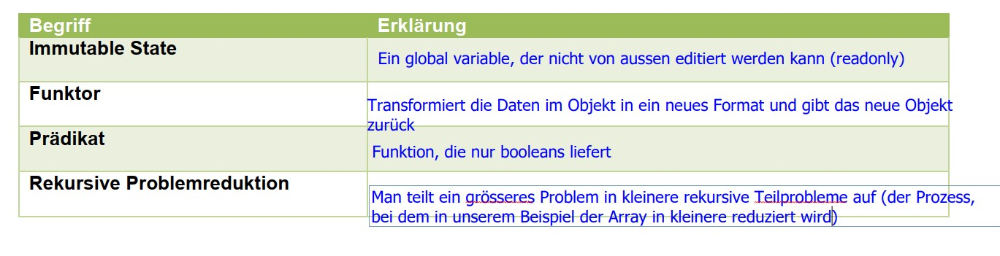 Begriff Erklärung
Immutable State
Ein global variable, der nicht von aussen editiert werden kann (readonly)
Funktor
Transformiert die Daten im Objekt in ein neues Format und gibt das neue Objekt
zurück
Prädikat
Funktion, die nur booleans liefert
Rekursive Problemreduktion
Man teilt ein grösseres Problem in kleinere rekursive Teilprobleme auf (der Prozess,
bei dem in unserem Beispiel der Array in kleinere reduziert wird)